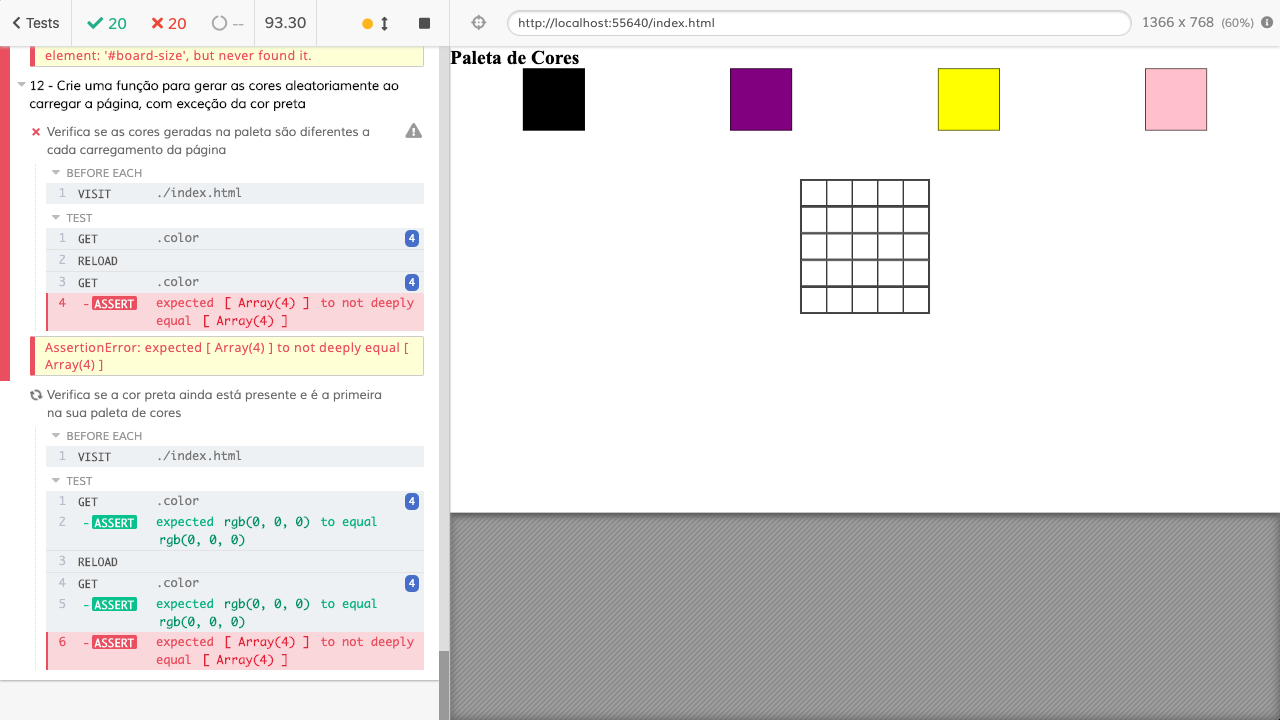 Tests 20 20 -- 93.30
element: '#board-size', but never found it.
12 - Crie uma função para gerar as cores aleatoriamente ao
carregar a página, com exceção da cor preta
Verifica se as cores geradas na paleta são diferentes a
cada carregamento da página
BEFORE EACH
1 VISIT ./index.html
TEST
1 GET .color 4
2 RELOAD
3 GET .color 4
4 -ASSERT expected [ Array(4) ] to not deeply
equal [ Array(4) ]
AssertionError: expected [ Array(4) ] to not deeply equal [
Array(4) ]
Verifica se a cor preta ainda está presente e é a primeira
na sua paleta de cores
BEFORE EACH
1 VISIT ./index.html
TEST
1 GET .color 4
2 -ASSERT expected rgb(0, 0, 0) to equal
rgb(0, 0, 0)
3 RELOAD
4 GET .color 4
5 -ASSERT expected rgb(0, 0, 0) to equal
rgb(0, 0, 0)
6 -ASSERT expected [ Array(4) ] to not deeply
equal [ Array(4) ]
http://localhost:55640/index.html 1366 x 768 (60%)
Paleta de Cores